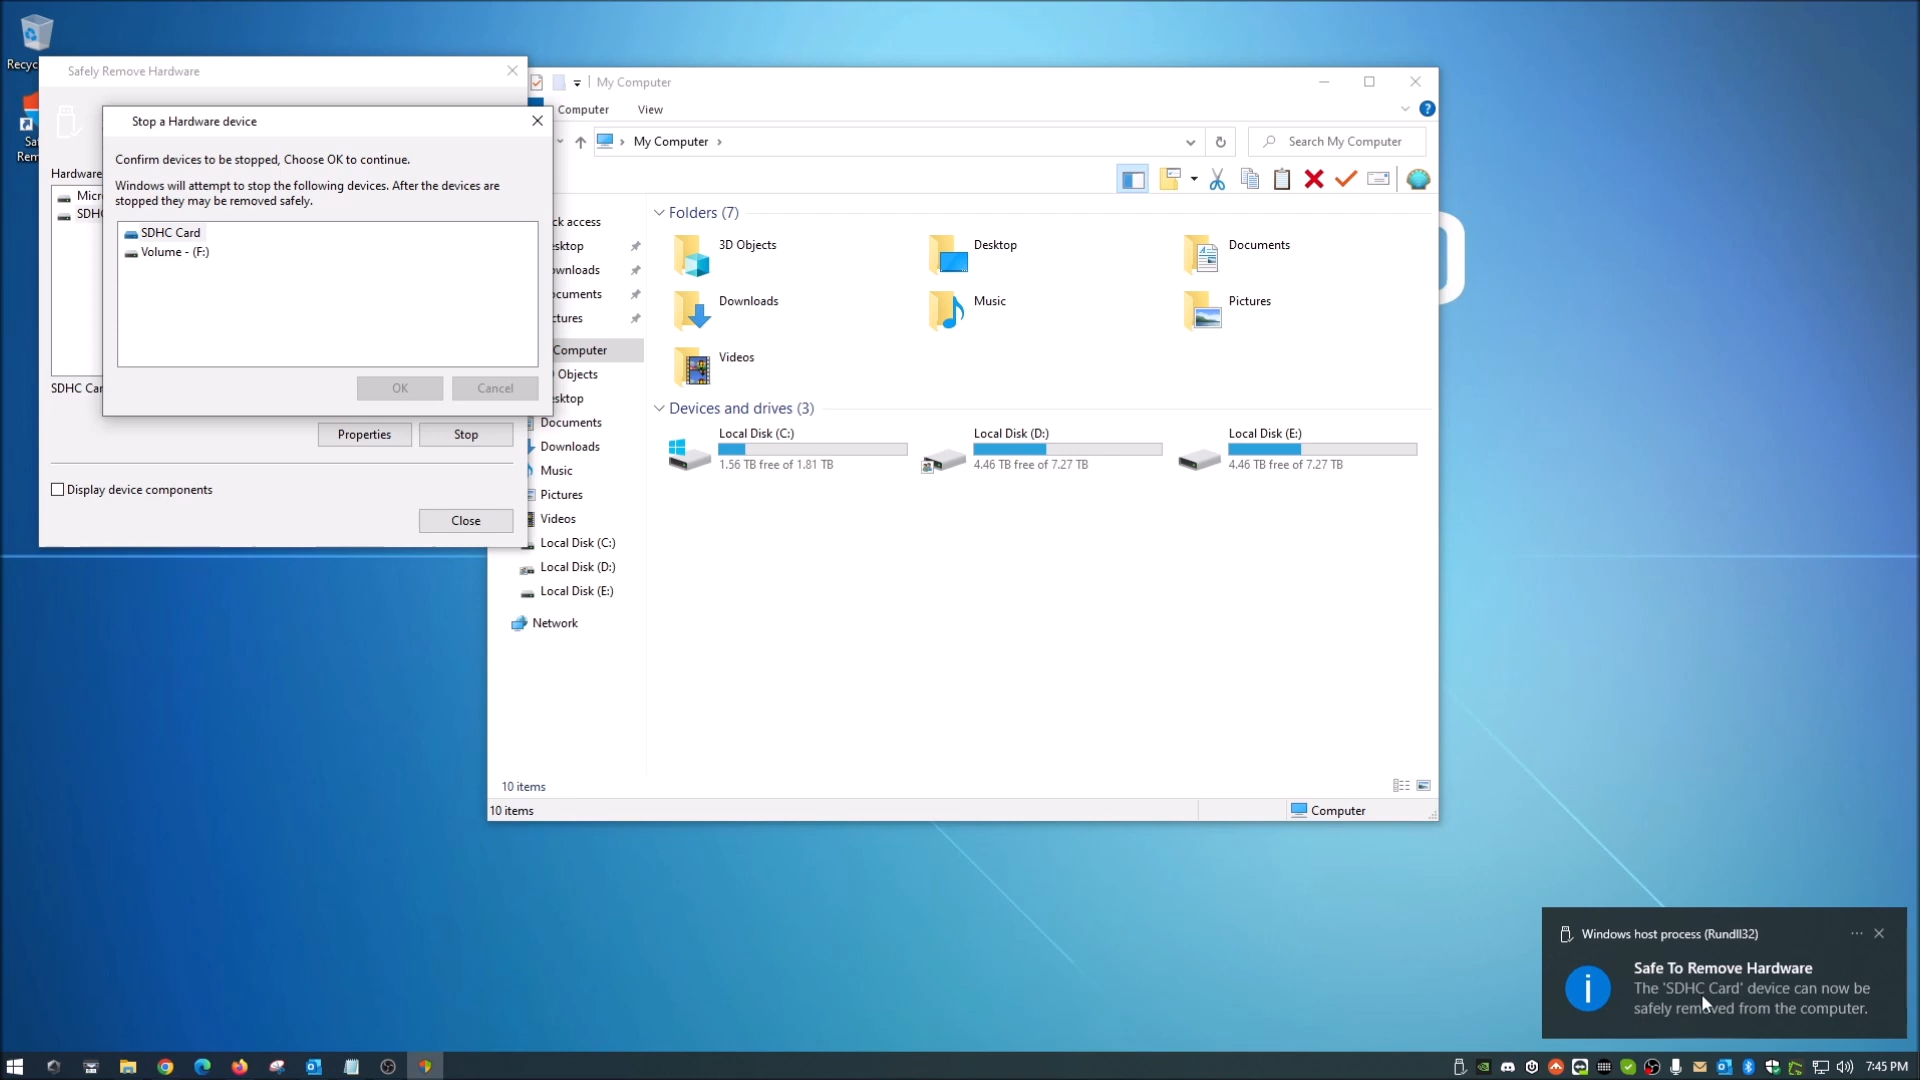 Recyc
Saf
Rem
Safely Remove Hardware
Hardware
Micr
SDHC
SDHC Car
Properties
Stop
Display device components
Close
Stop a Hardware device
Confirm devices to be stopped, Choose OK to continue.
Windows will attempt to stop the following devices. After the devices are
stopped they may be removed safely.
SDHC Card
Volume - (F:)
OK
Cancel
My Computer
Computer
View
My Computer
Search My Computer
ck access
esktop
ownloads
ocuments
ctures
Computer
Objects
esktop
Documents
Downloads
Music
Pictures
Videos
Local Disk (C:)
Local Disk (D:)
Local Disk (E:)
Network
Folders (7)
3D Objects
Desktop
Documents
Downloads
Music
Pictures
Videos
Devices and drives (3)
Local Disk (C:)
1.56 TB free of 1.81 TB
Local Disk (D:)
4.46 TB free of 7.27 TB
Local Disk (E:)
4.46 TB free of 7.27 TB
10 items
10 items
Computer
Windows host process (Rundll32)
Safe To Remove Hardware
The 'SDHC Card' device can now be
safely removed from the computer.
7:45 PM